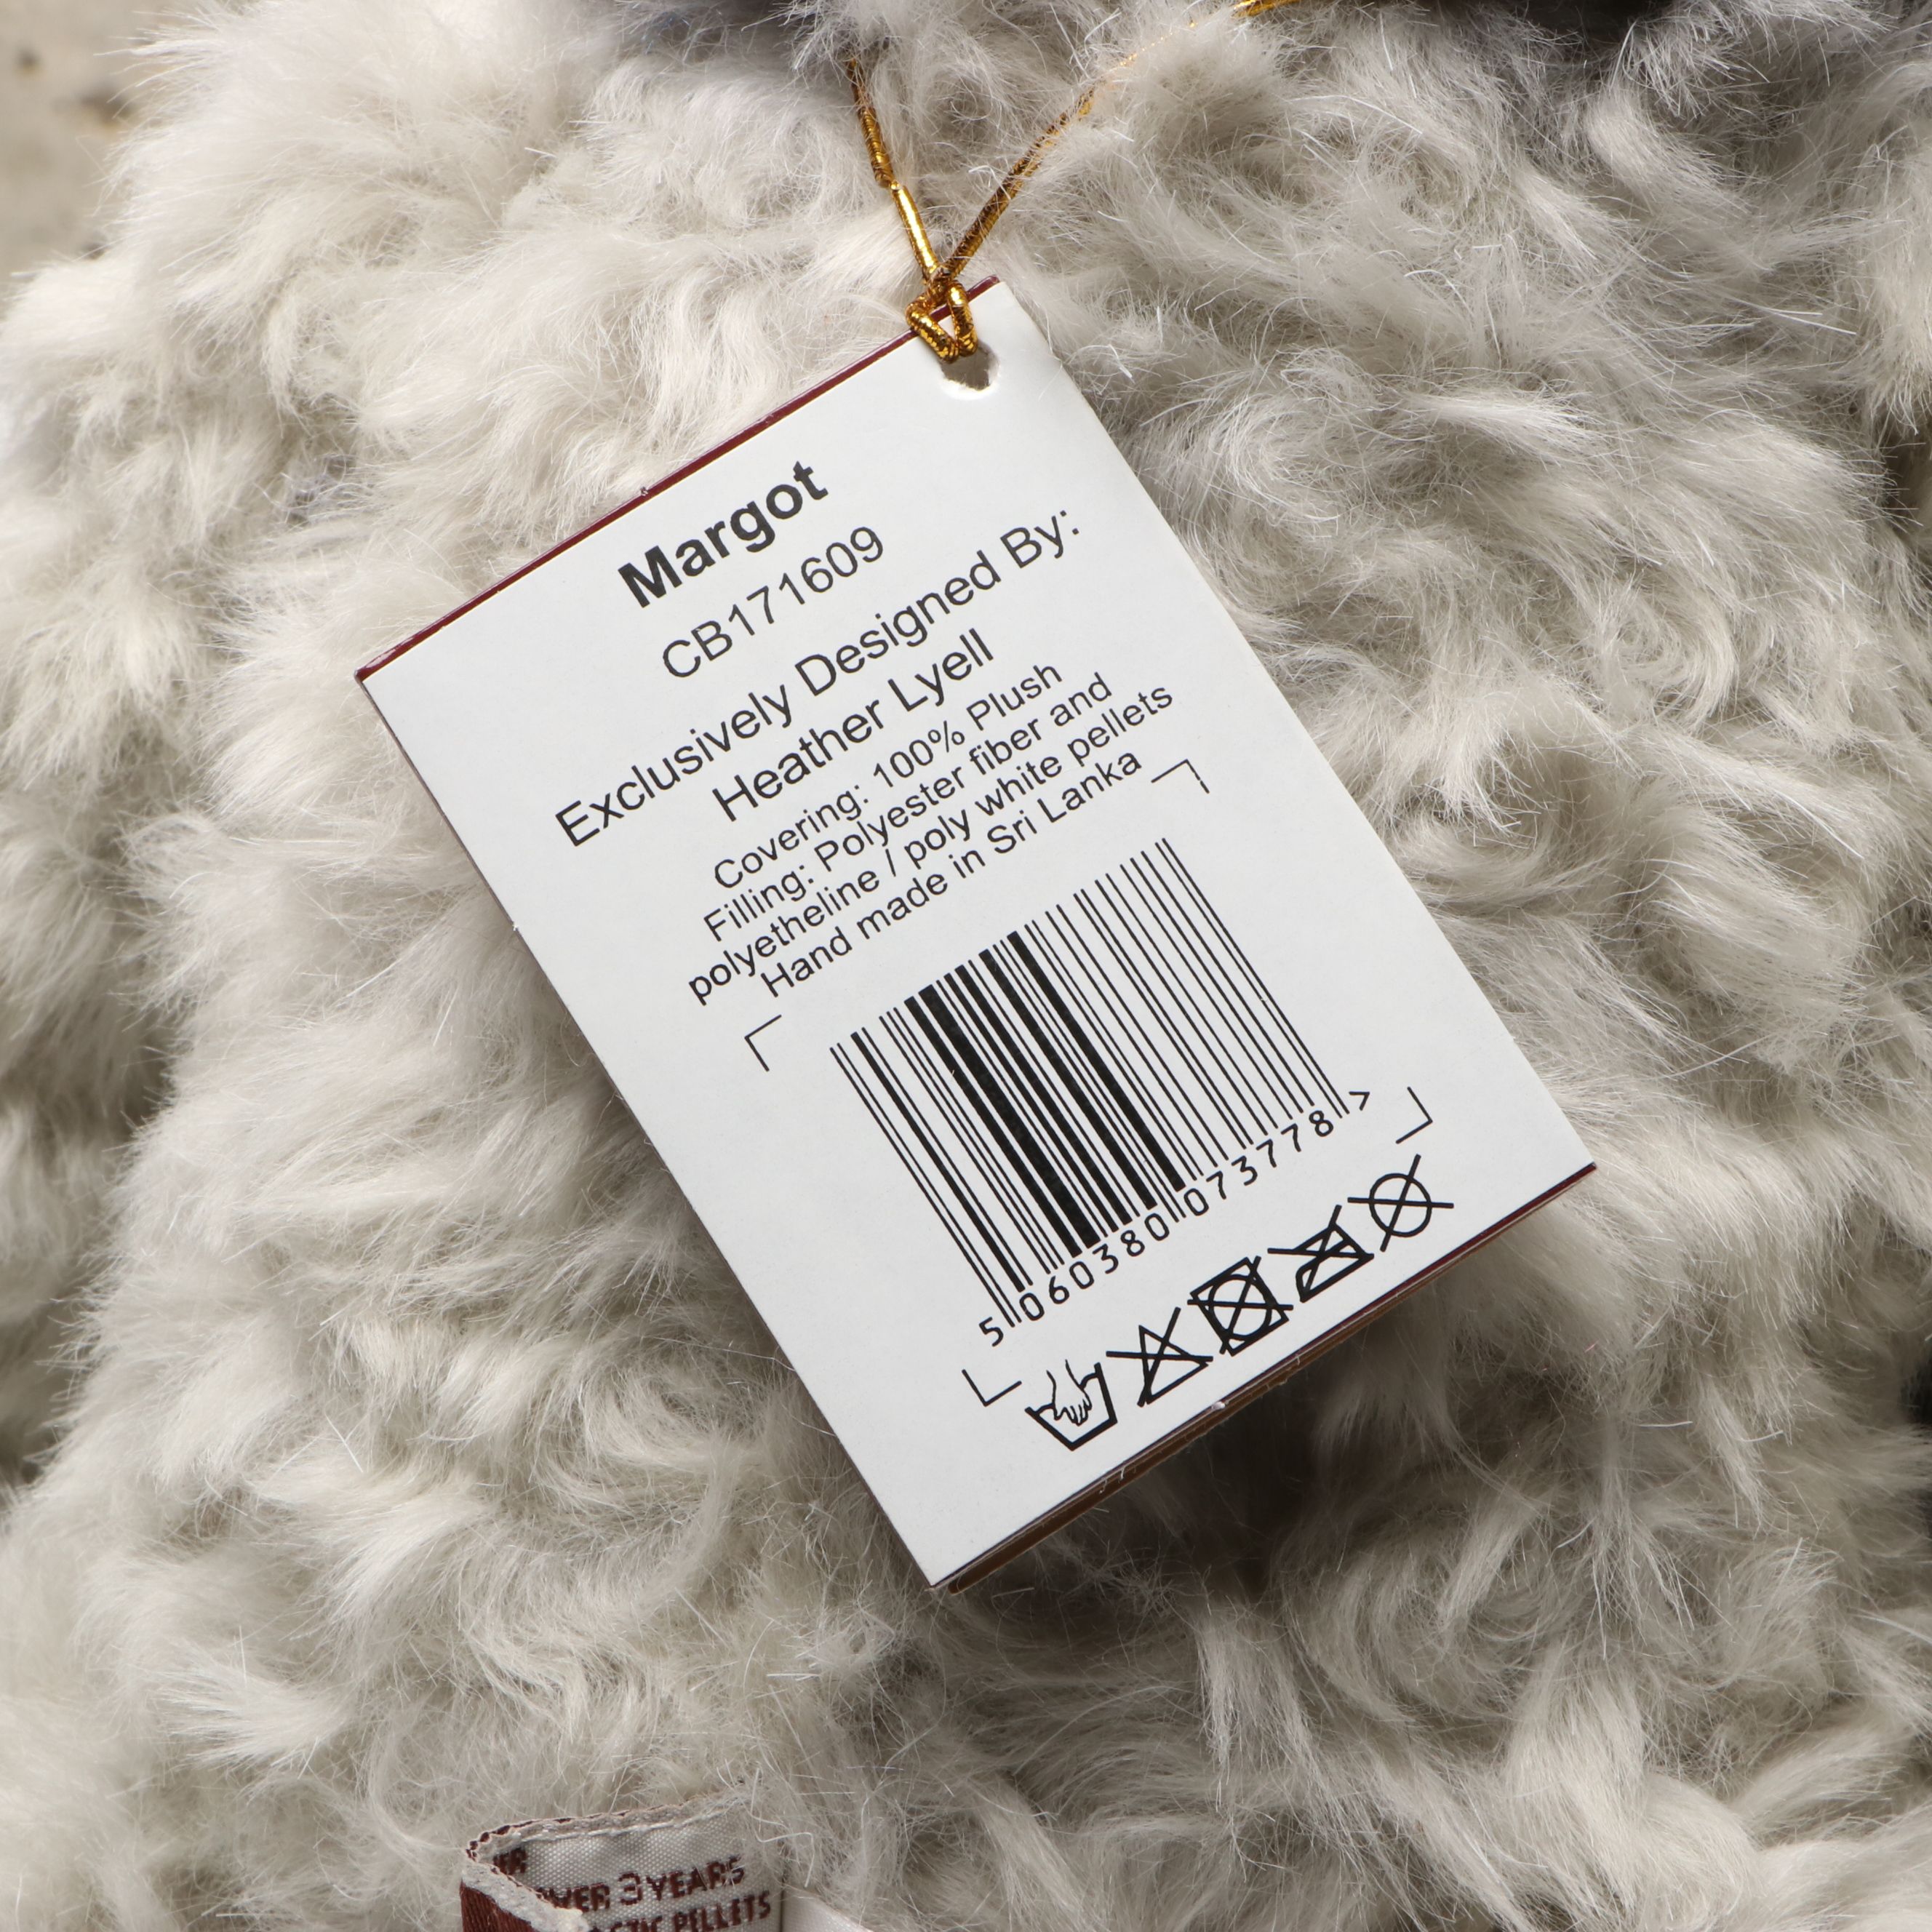 Margot
CB171609
Exclusively Designed By:
Heather Lyell
Covering: 100% Plush
Filling: Polyester fiber and
polyetheline / poly white pellets
Hand made in Sri Lanka
5 060380 073778 >
3 YEARS
PELLETS